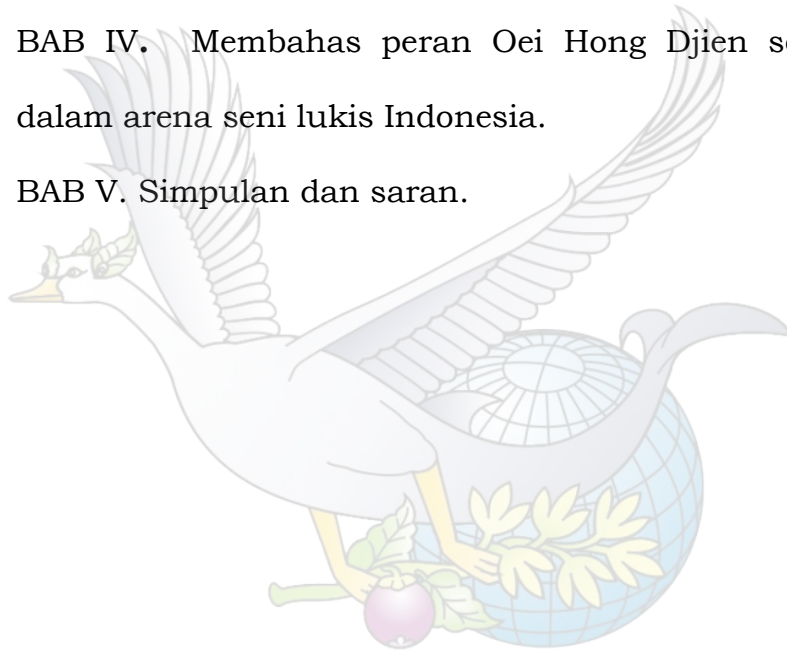 BAB IV. Membahas peran Oei Hong Djien
dalam arena seni lukis Indonesia.
BAB V. Simpulan dan saran.